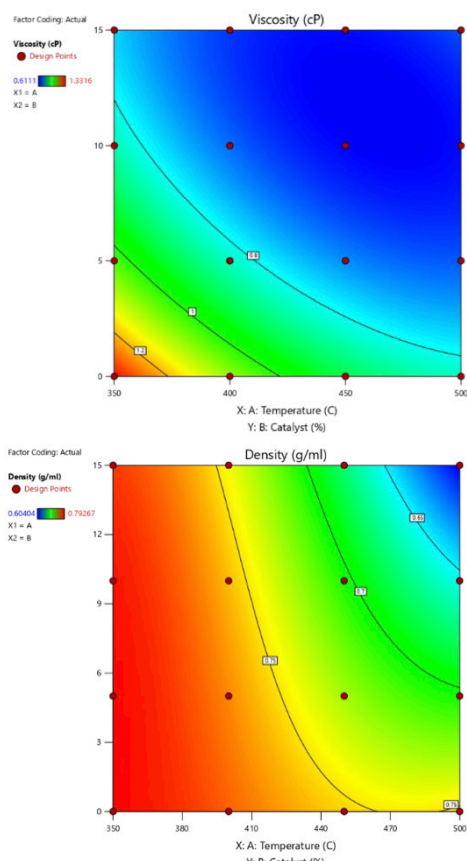 Factor Coding: Actual
Viscosity (cP)
Viscosity (cP)
Design Points
0.6111 1.3316
X1 = A
X2 = B
15
10
5
0
0.8
1
1.2
350 400 450 500
X: A: Temperature (C)
Y: B: Catalyst (%)
Factor Coding: Actual
Density (g/ml)
Density (g/ml)
Design Points
0.60404 0.79267
X1 = A
X2 = B
15
12
9
6
3
0
0.65
0.7
0.75
0.75
350 380 410 440 470 500
X: A: Temperature (C)
Y: B: Catalyst (%)